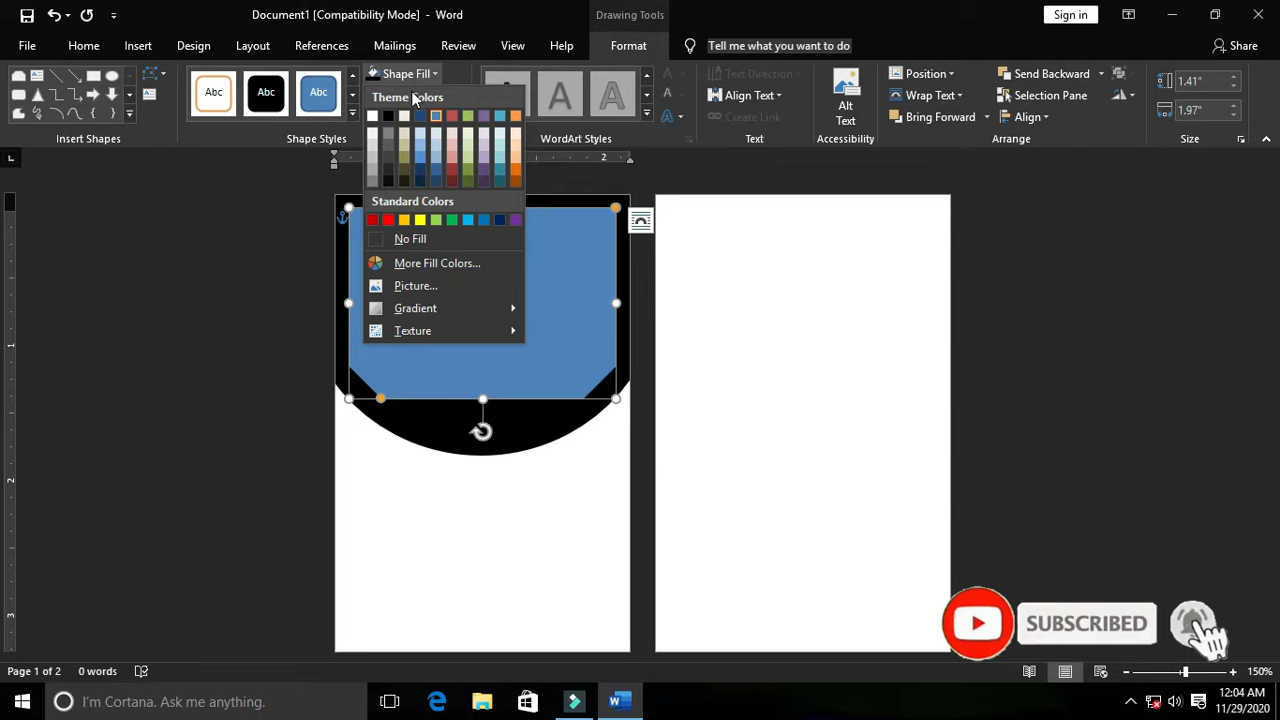 Document1 [Compatibility Mode] - Word
Drawing Tools
Sign in
File
Home
Insert
Design
Layout
References
Mailings
Review
View
Help
Format
Tell me what you want to do
Share
Abc
Abc
Abc
Shape Fill
Text Direction
Align Text
Create Link
Alt
Text
Position
Wrap Text
Bring Forward
Send Backward
Selection Pane
Align
1.41"
1.97"
Insert Shapes
Shape Styles
WordArt Styles
Text
Accessibility
Arrange
Size
Theme Colors
Standard Colors
No Fill
More Fill Colors...
Picture...
Gradient
Texture
2
1
2
3
SUBSCRIBED
Page 1 of 2
0 words
150%
I'm Cortana. Ask me anything.
12:04 AM
11/29/2020